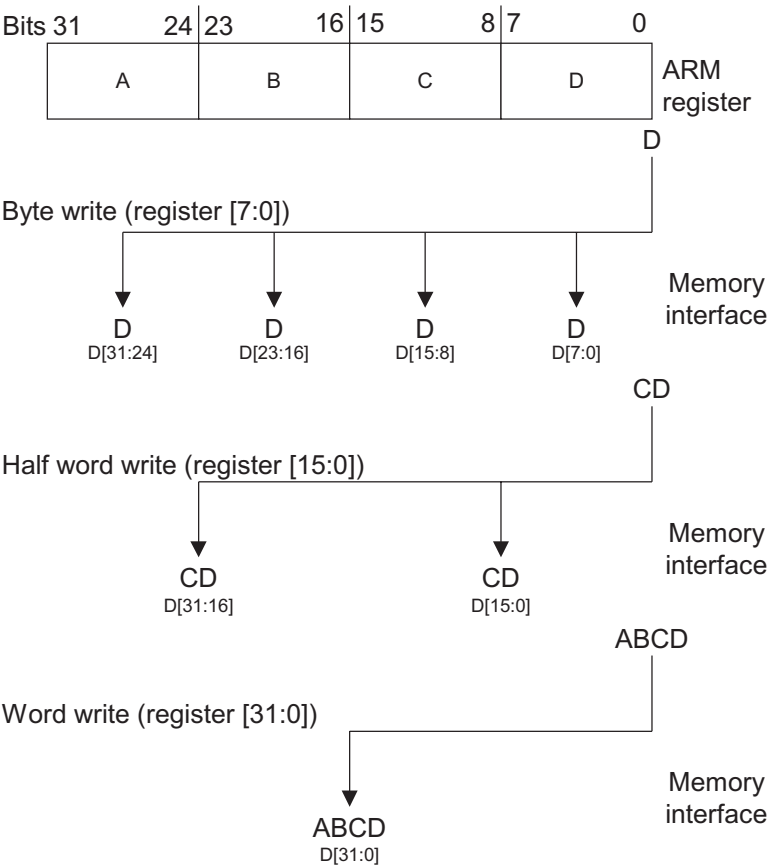 Bits 31 24 23 16 15 8 7 0
A B C D
ARM
register
D
Byte write (register [7:0])
Memory
interface
D D D D
D[31:24] D[23:16] D[15:8] D[7:0]
CD
Half word write (register [15:0])
Memory
interface
CD CD
D[31:16] D[15:0]
ABCD
Word write (register [31:0])
Memory
interface
ABCD
D[31:0]